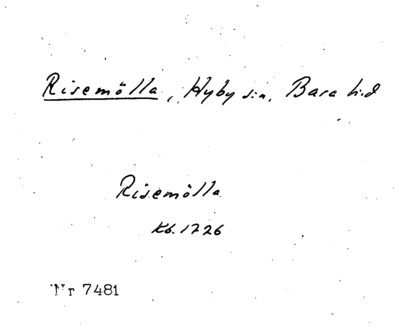 Risemölla, Hyby sn, Bara hd
Risemölla
Kb. 1726
Nr 7481